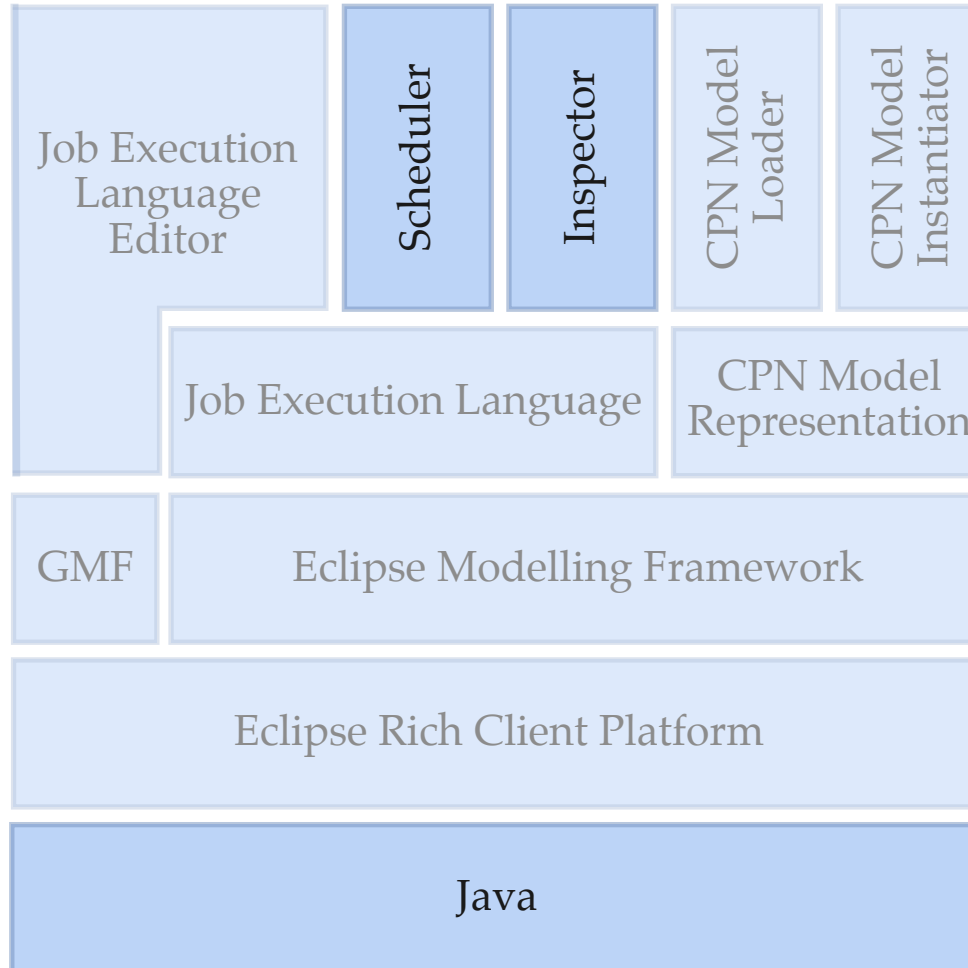 Job Execution
Language
Editor
Scheduler
Inspector
CPN Model
Loader
CPN Model
Instantiator
Job Execution Language
CPN Model
Representation
GMF
Eclipse Modelling Framework
Eclipse Rich Client Platform
Java